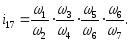 i₁₇ = ω₁/ω₂ · ω₃/ω₄ · ω₅/ω₆ · ω₆/ω₇.